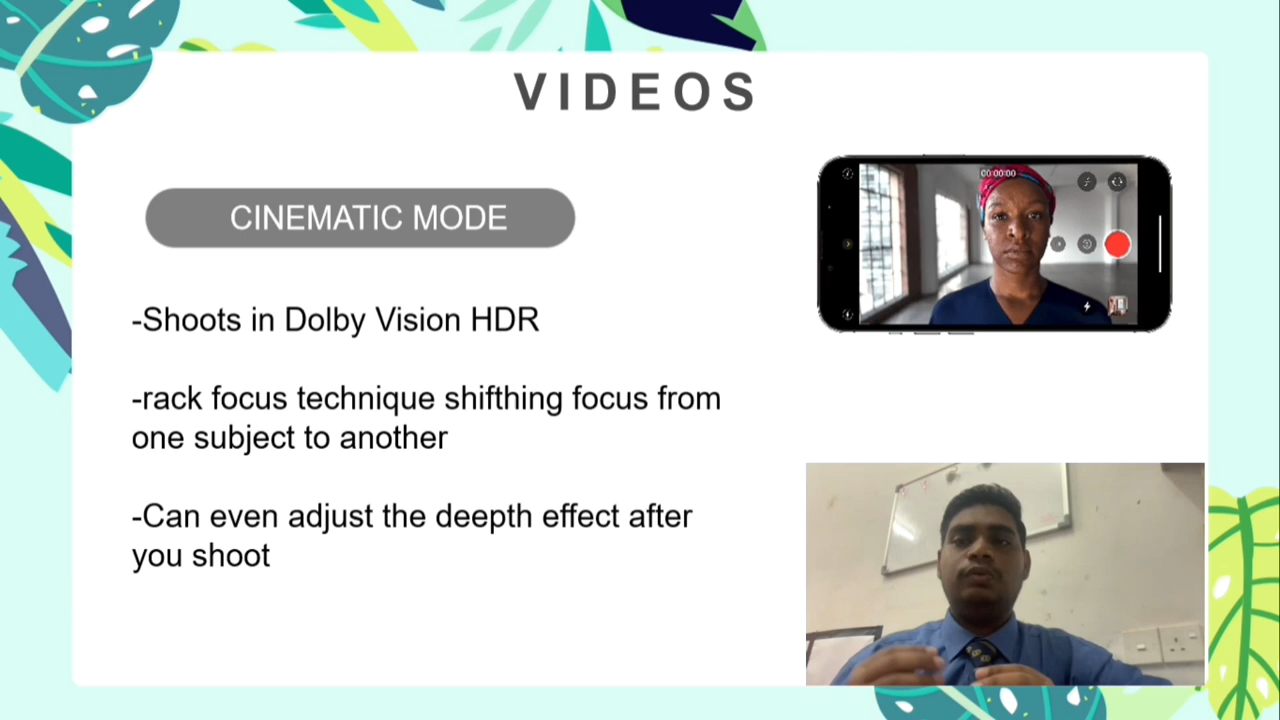 VIDEOS
CINEMATIC MODE
00:00:00
-Shoots in Dolby Vision HDR
-rack focus technique shifthing focus from
one subject to another
-Can even adjust the deepth effect after
you shoot